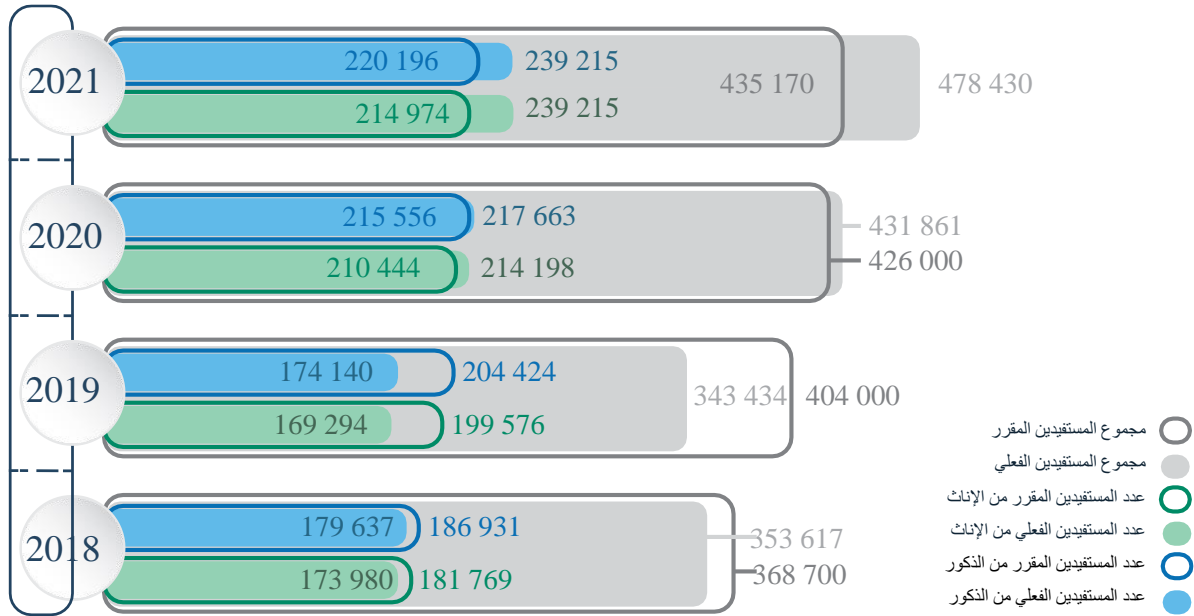 2021
220 196 239 215
435 170 478 430
214 974 239 215
2020
215 556 217 663
431 861
426 000
210 444 214 198
2019
174 140 204 424
343 434 404 000
169 294 199 576
2018
179 637 186 931
353 617
368 700
173 980 181 769
مجموع المستفيدين المقرر
مجموع المستفيدين الفعلي
عدد المستفيدين المقرر من الإناث
عدد المستفيدين الفعلي من الإناث
عدد المستفيدين المقرر من الذكور
عدد المستفيدين الفعلي من الذكور